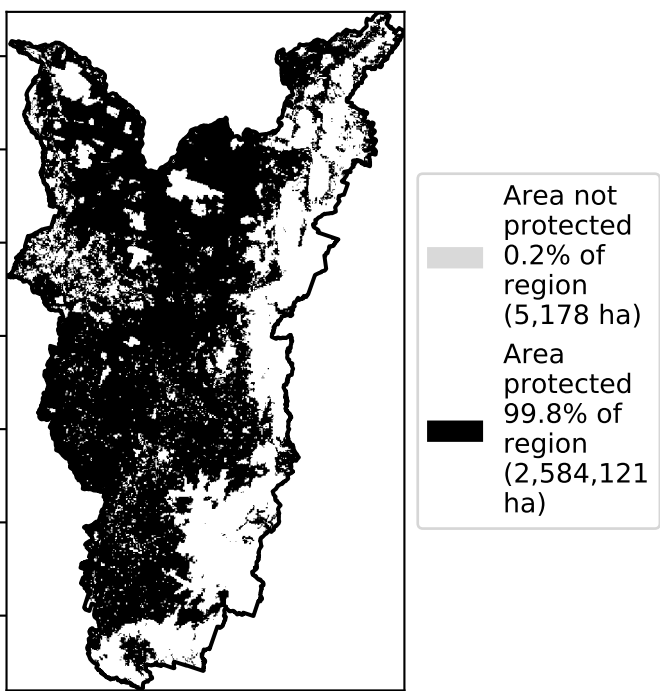 Area not
protected
0.2% of
region
(5,178 ha)
Area
protected
99.8% of
region
(2,584,121
ha)